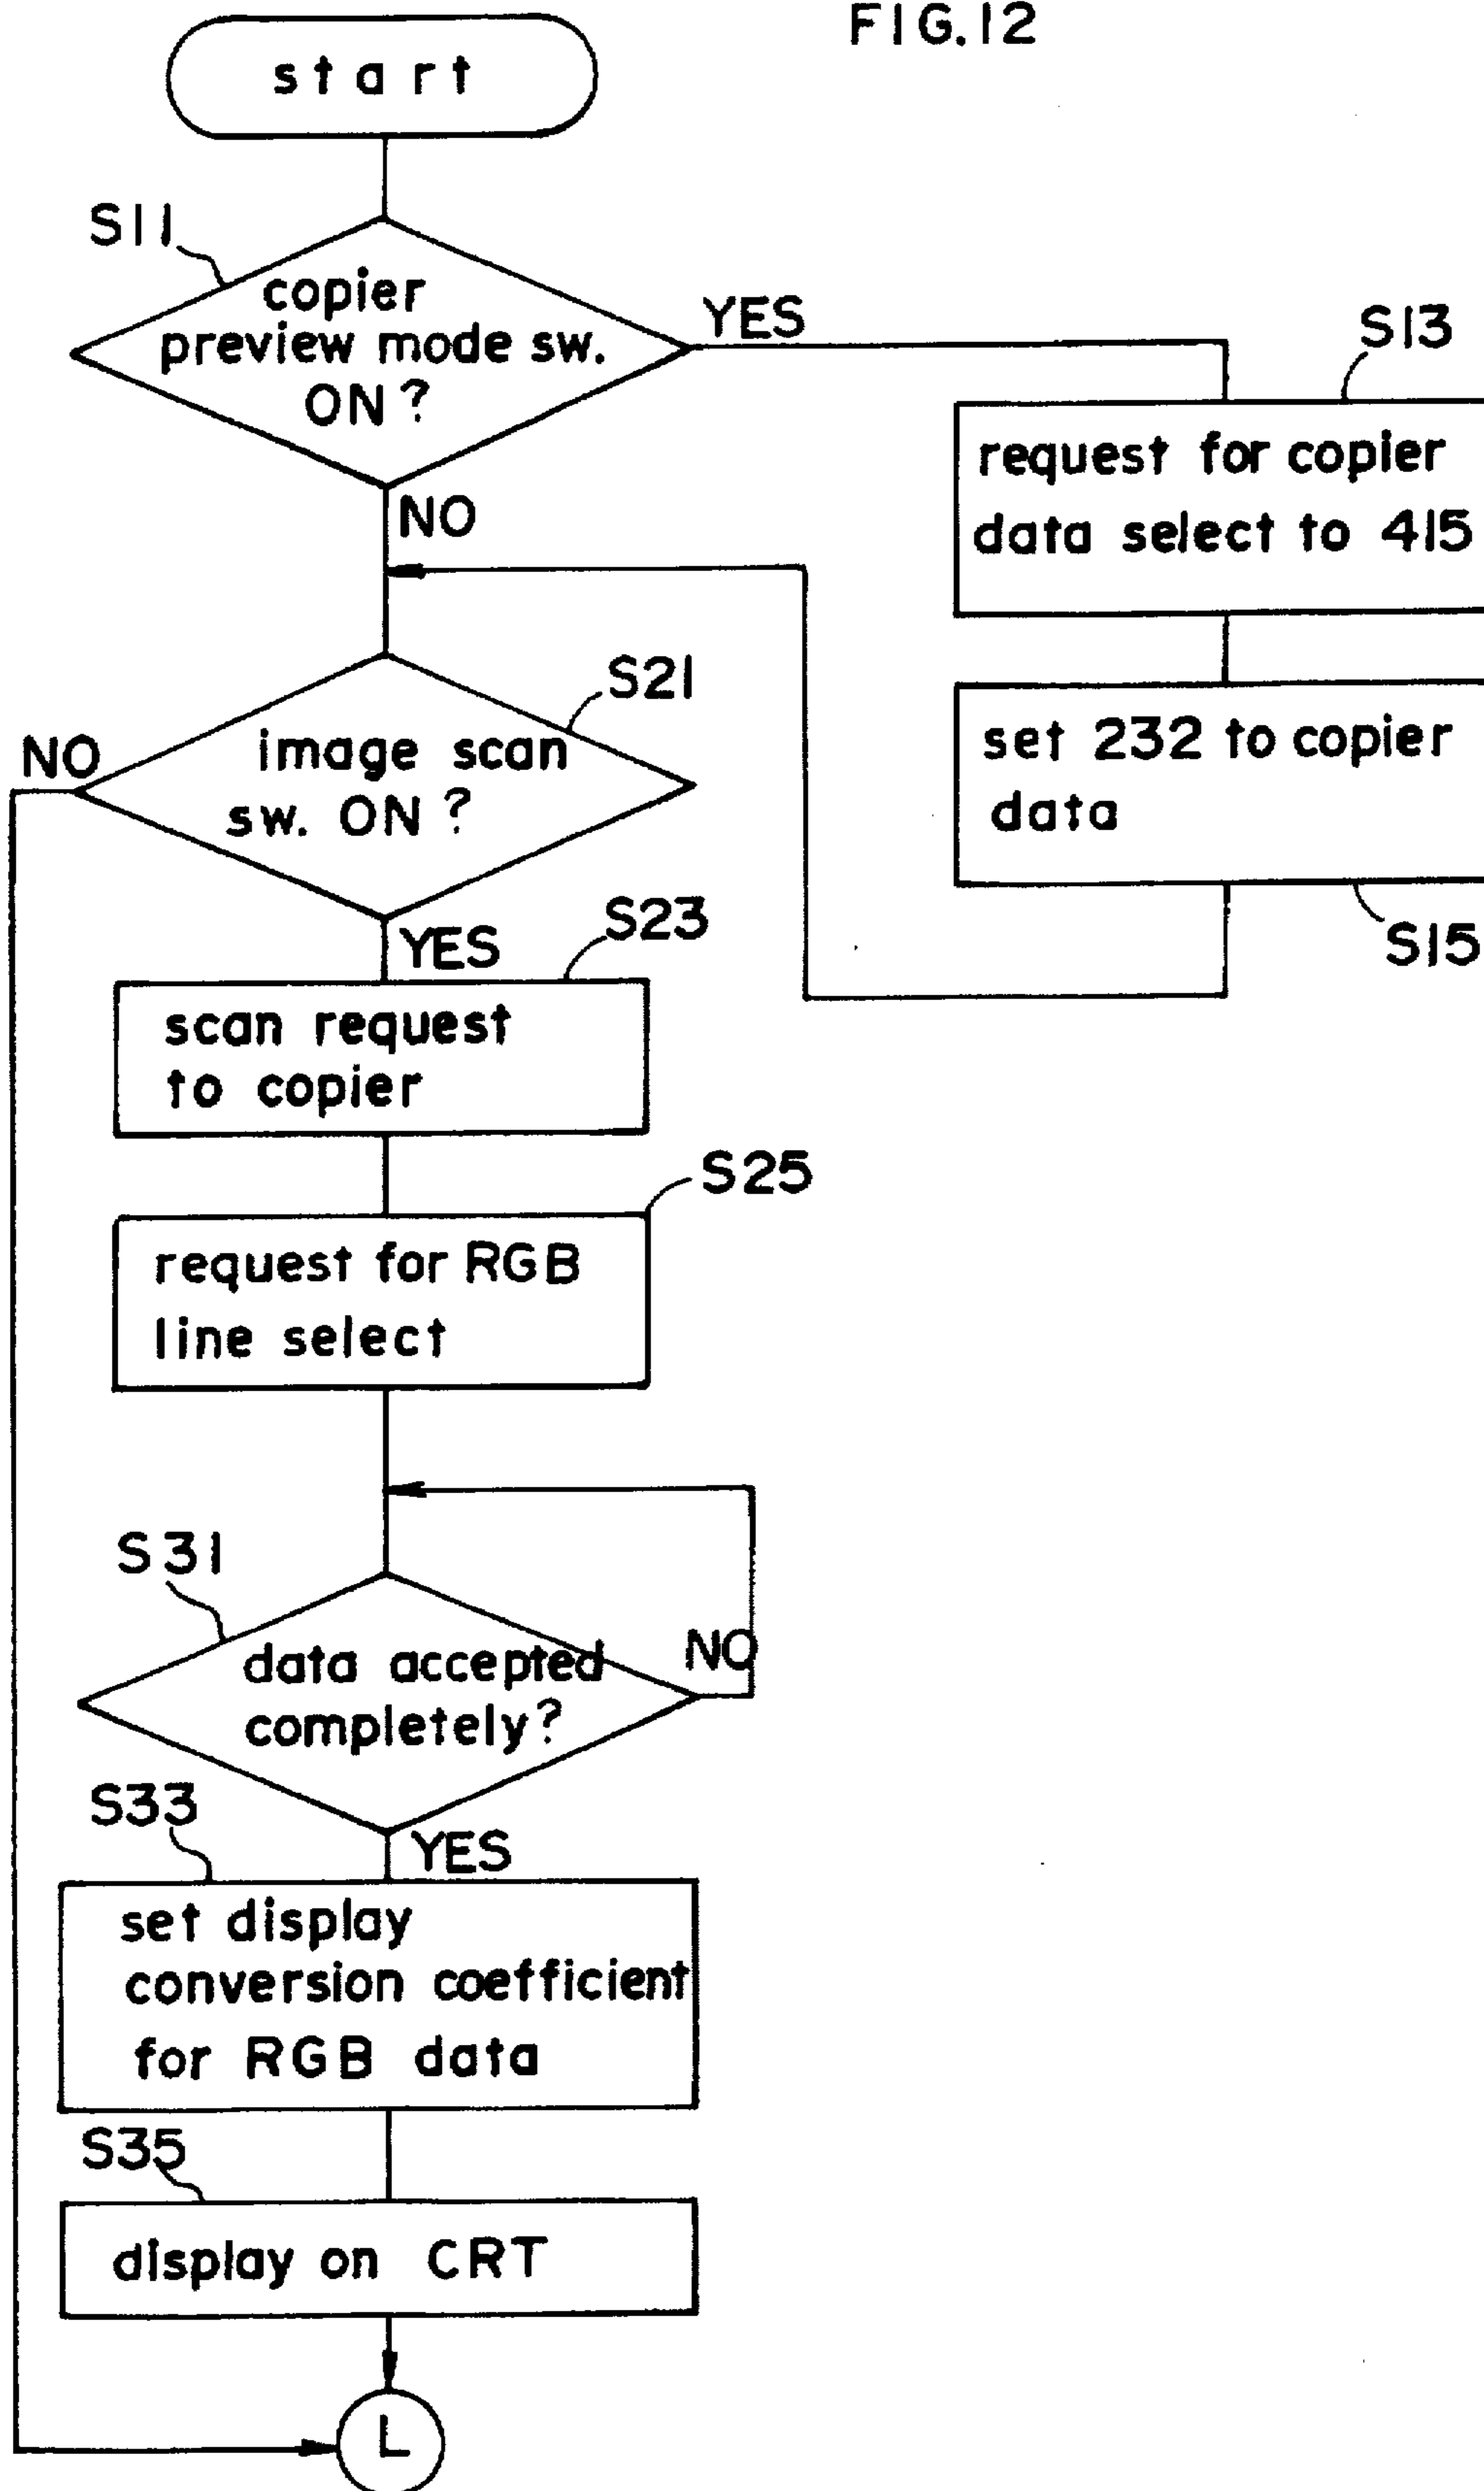 FIG.12
start
S11
copier
preview mode sw.
ON?
YES
NO
S13
request for copier
data select to 415
set 232 to copier
data
S15
S21
image scan
sw. ON?
NO
YES
S23
scan request
to copier
S25
request for RGB
line select
S31
data accepted
completely?
NO
YES
S33
set display
conversion coefficient
for RGB data
S35
display on CRT
L